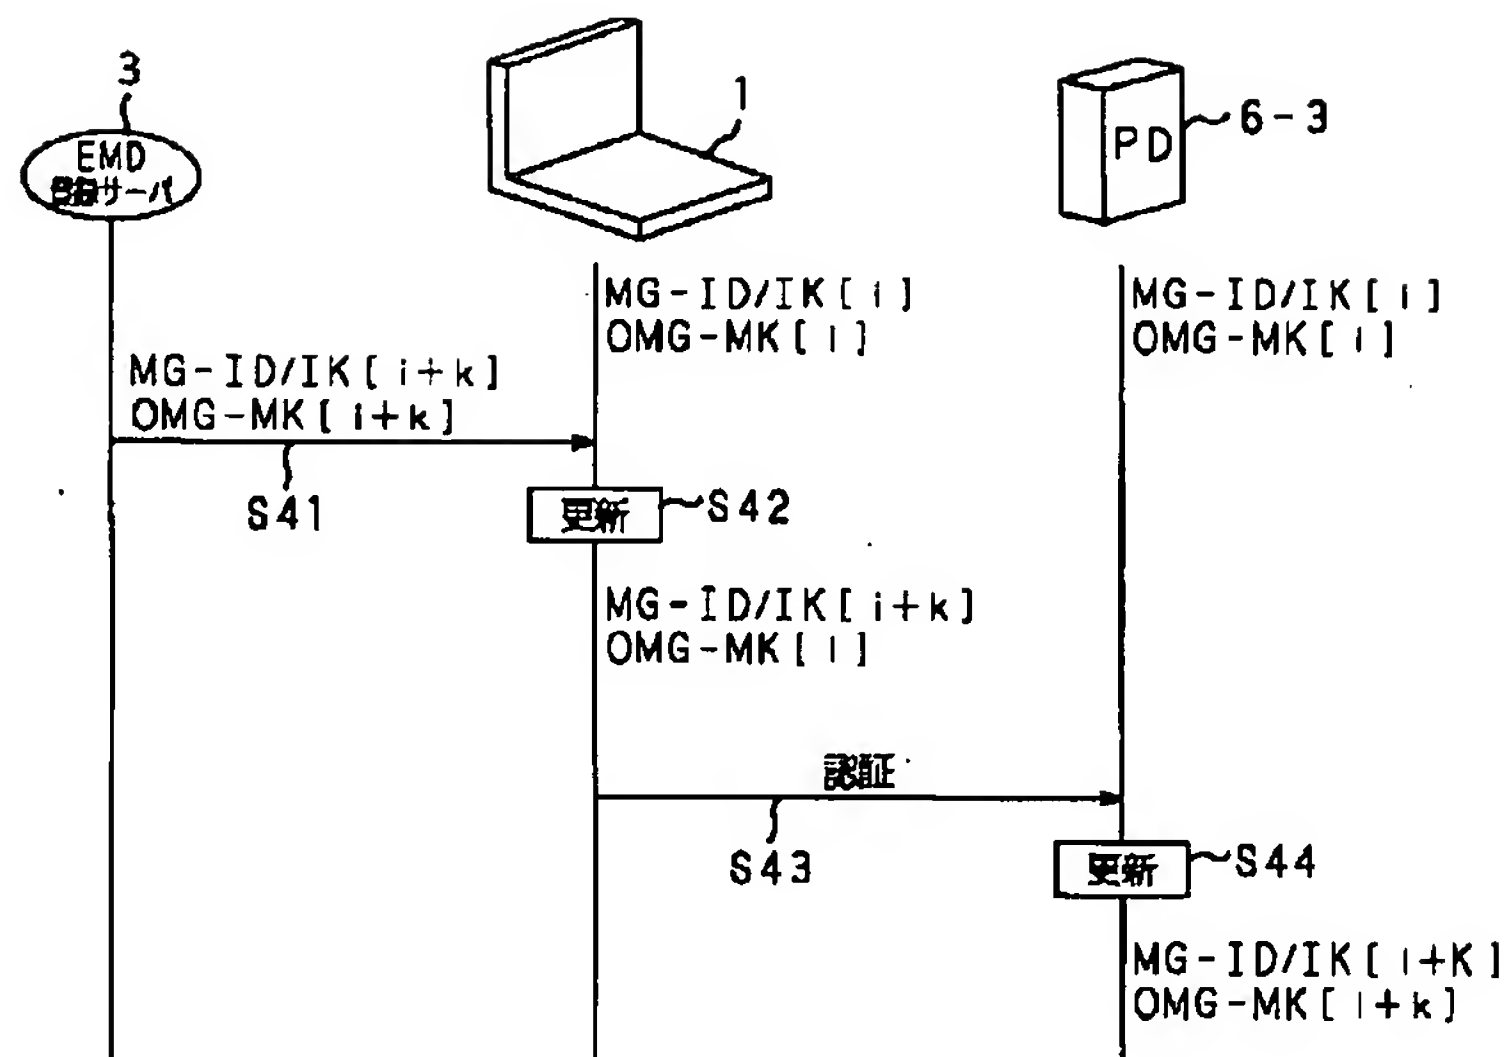 3
EMD
登録サーバ
1
PD
6-3
MG-ID/IK[i]
OMG-MK[i]
MG-ID/IK[i]
OMG-MK[i]
MG-ID/IK[i+k]
OMG-MK[i+k]
S41
更新
S42
MG-ID/IK[i+k]
OMG-MK[i]
認証
S43
更新
S44
MG-ID/IK[i+K]
OMG-MK[i+k]